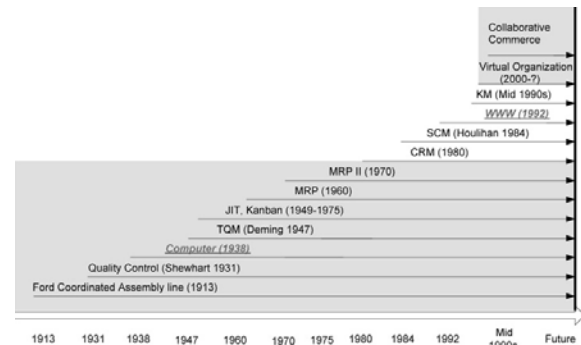 Collaborative
Commerce
Virtual Organization
(2000-?)
KM (Mid 1990s)
WWW (1992)
SCM (Houlihan 1984)
CRM (1980)
MRP II (1970)
MRP (1960)
JIT, Kanban (1949-1975)
TQM (Deming 1947)
Computer (1938)
Quality Control (Shewhart 1931)
Ford Coordinated Assembly line (1913)
1913 1931 1938 1947 1960 1970 1975 1980 1984 1992 Mid Future